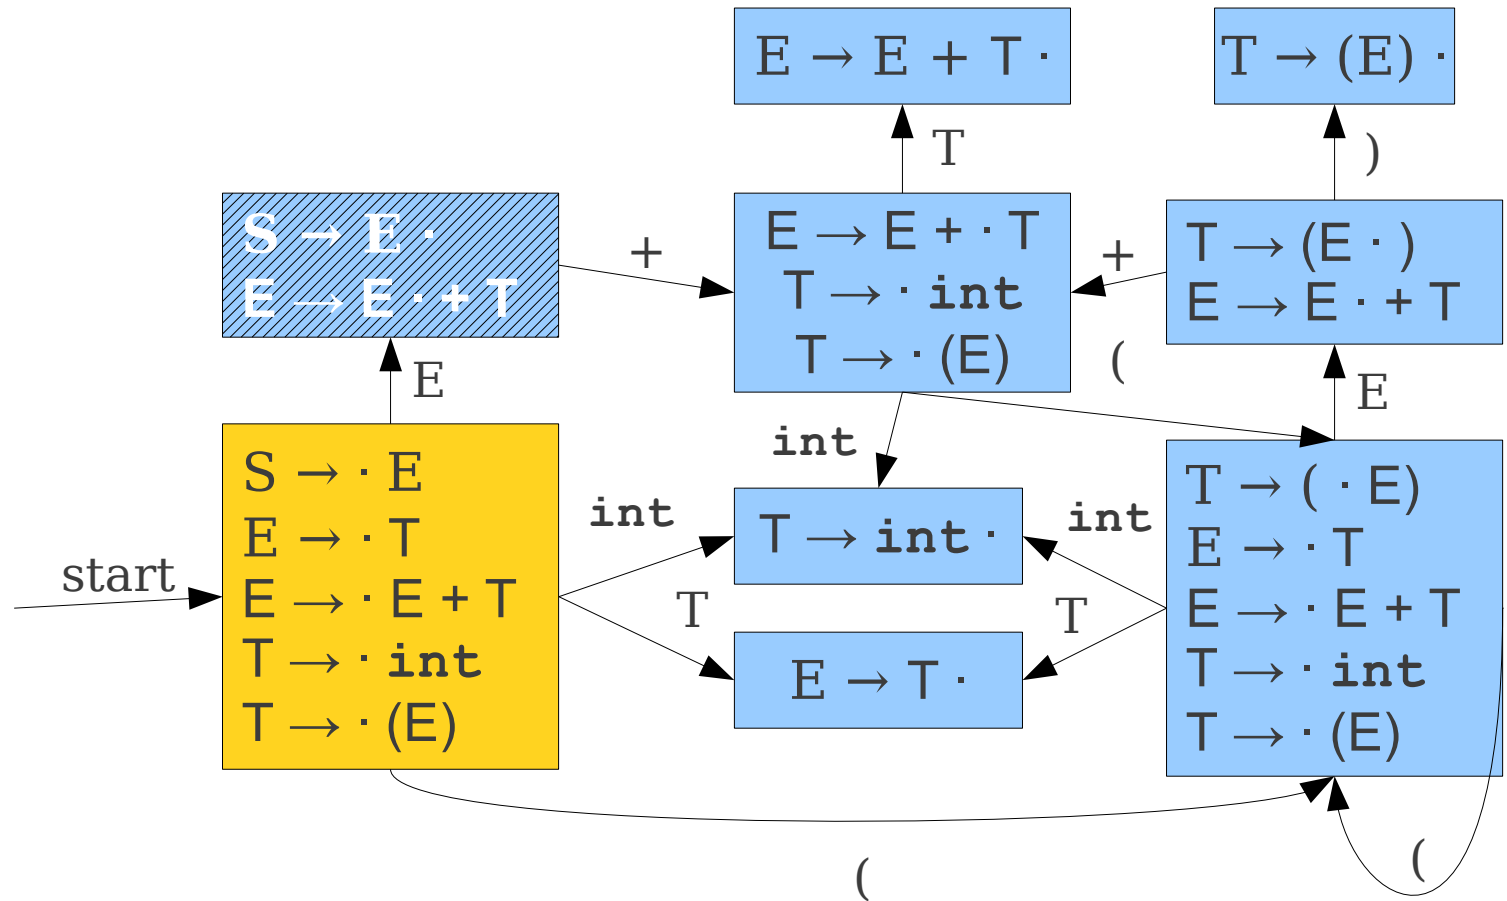 E → E + T ·
T → (E) ·
T
)
S → E ·
E → E · + T
+
E → E + · T
T → · int
T → · (E)
+
T → (E · )
E → E · + T
E
(
E
int
S → · E
E → · T
E → · E + T
T → · int
T → · (E)
start
int
T → int ·
int
T → ( · E)
E → · T
E → · E + T
T → · int
T → · (E)
T
T
E → T ·
(
(